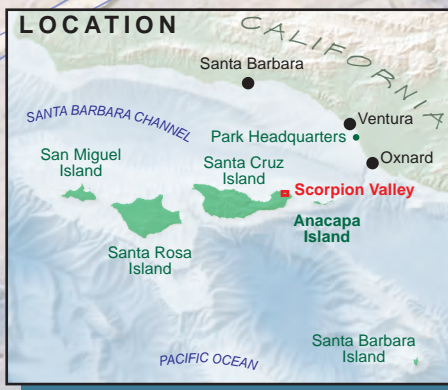 LOCATION
CALIFORNIA
Santa Barbara
SANTA BARBARA CHANNEL
Ventura
Park Headquarters
Oxnard
San Miguel
Island
Santa Cruz
Island
Scorpion Valley
Anacapa
Island
Santa Rosa
Island
Santa Barbara
Island
PACIFIC OCEAN